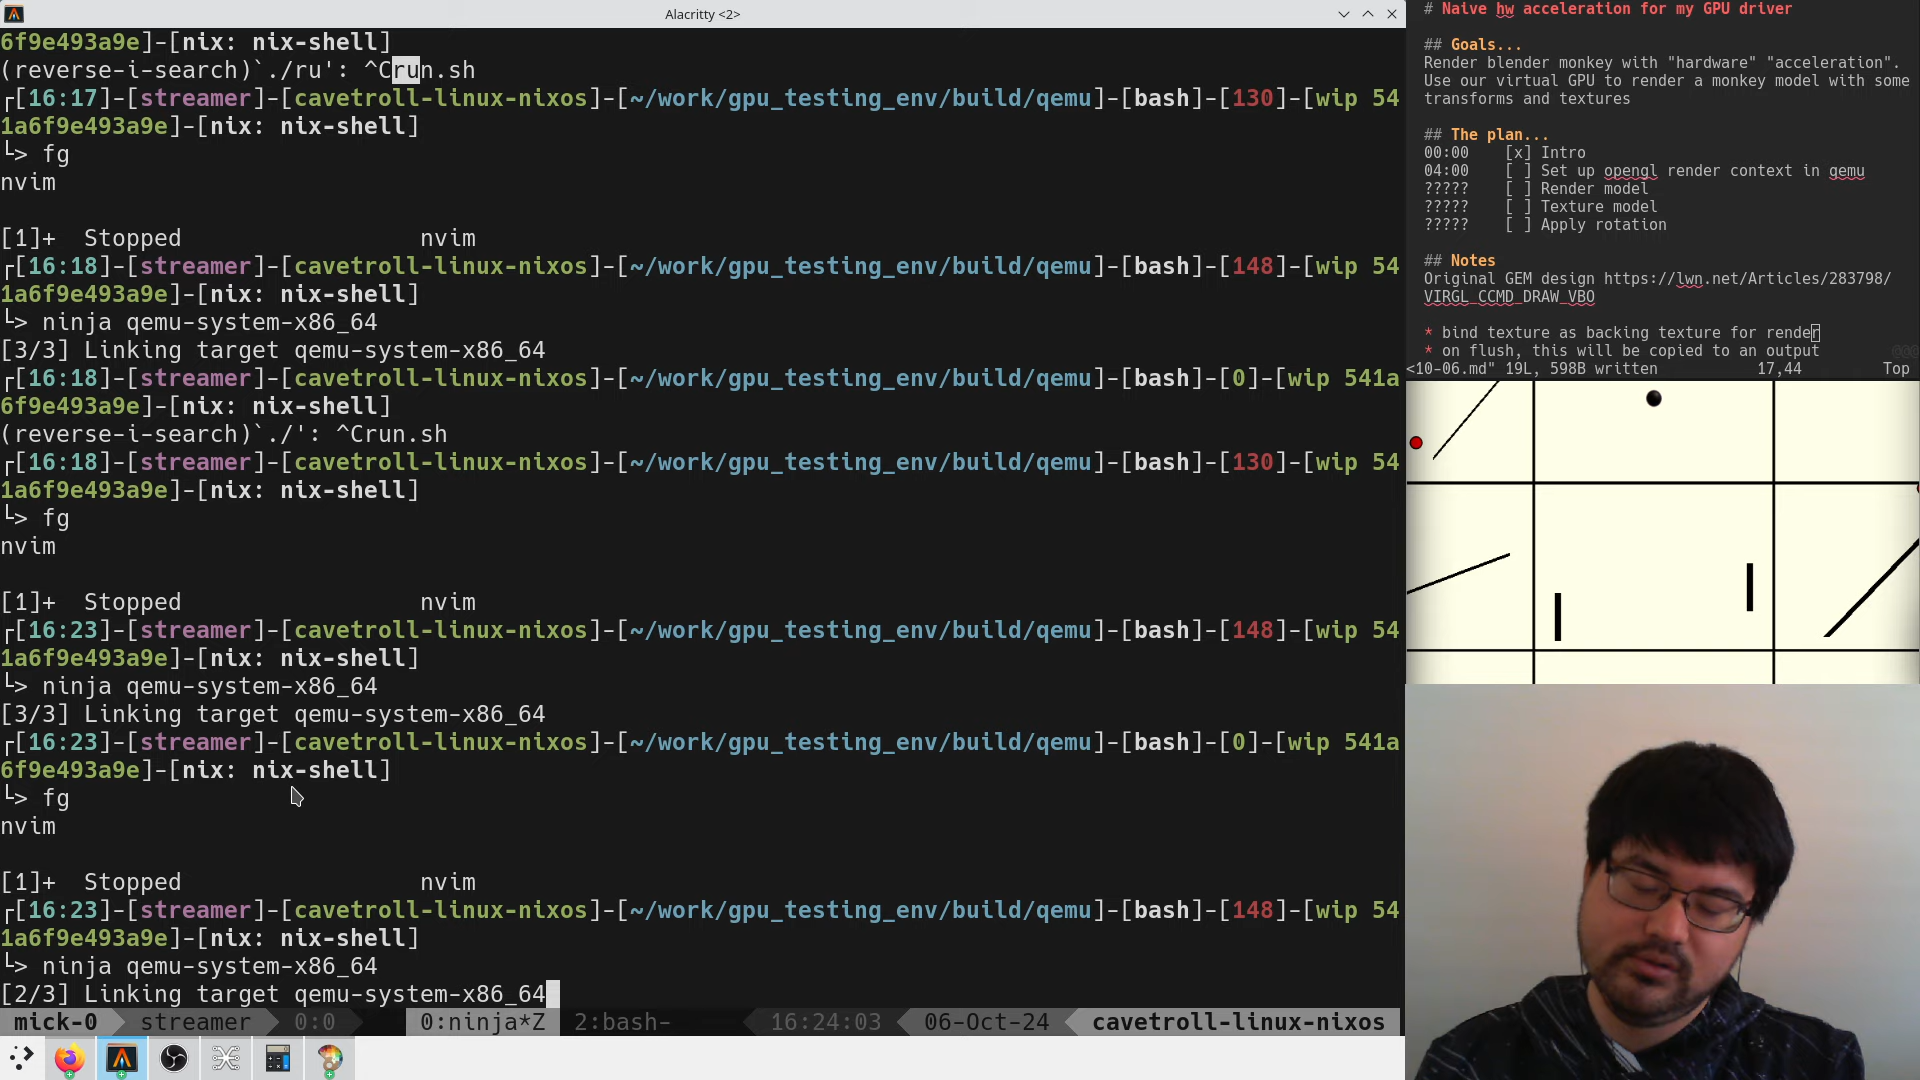 Alacritty <2>
6f9e493a9e]-[nix: nix-shell]
(reverse-i-search)`./ru': ^Crun.sh
┌[16:17]-[streamer]-[cavetroll-linux-nixos]-[~/work/gpu_testing_env/build/qemu]-[bash]-[130]-[wip 54
1a6f9e493a9e]-[nix: nix-shell]
└> fg
nvim
[1]+  Stopped                 nvim
┌[16:18]-[streamer]-[cavetroll-linux-nixos]-[~/work/gpu_testing_env/build/qemu]-[bash]-[148]-[wip 54
1a6f9e493a9e]-[nix: nix-shell]
└> ninja qemu-system-x86_64
[3/3] Linking target qemu-system-x86_64
┌[16:18]-[streamer]-[cavetroll-linux-nixos]-[~/work/gpu_testing_env/build/qemu]-[bash]-[0]-[wip 541a
6f9e493a9e]-[nix: nix-shell]
(reverse-i-search)`./': ^Crun.sh
┌[16:18]-[streamer]-[cavetroll-linux-nixos]-[~/work/gpu_testing_env/build/qemu]-[bash]-[130]-[wip 54
1a6f9e493a9e]-[nix: nix-shell]
└> fg
nvim
[1]+  Stopped                 nvim
┌[16:23]-[streamer]-[cavetroll-linux-nixos]-[~/work/gpu_testing_env/build/qemu]-[bash]-[148]-[wip 54
1a6f9e493a9e]-[nix: nix-shell]
└> ninja qemu-system-x86_64
[3/3] Linking target qemu-system-x86_64
┌[16:23]-[streamer]-[cavetroll-linux-nixos]-[~/work/gpu_testing_env/build/qemu]-[bash]-[0]-[wip 541a
6f9e493a9e]-[nix: nix-shell]
└> fg
nvim
[1]+  Stopped                 nvim
┌[16:23]-[streamer]-[cavetroll-linux-nixos]-[~/work/gpu_testing_env/build/qemu]-[bash]-[148]-[wip 54
1a6f9e493a9e]-[nix: nix-shell]
└> ninja qemu-system-x86_64
[2/3] Linking target qemu-system-x86_64
mick-0 streamer 0:0 0:ninja*Z 2:bash- 16:24:03 06-Oct-24 cavetroll-linux-nixos
# Naive hw acceleration for my GPU driver
## Goals...
Render blender monkey with "hardware" "acceleration".
Use our virtual GPU to render a monkey model with some
transforms and textures
## The plan...
00:00    [x] Intro
04:00    [ ] Set up opengl render context in qemu
?????    [ ] Render model
?????    [ ] Texture model
?????    [ ] Apply rotation
## Notes
Original GEM design https://lwn.net/Articles/283798/
VIRGL_CCMD_DRAW_VBO
* bind texture as backing texture for render
* on flush, this will be copied to an output
<10-06.md" 19L, 598B written 17,44 Top